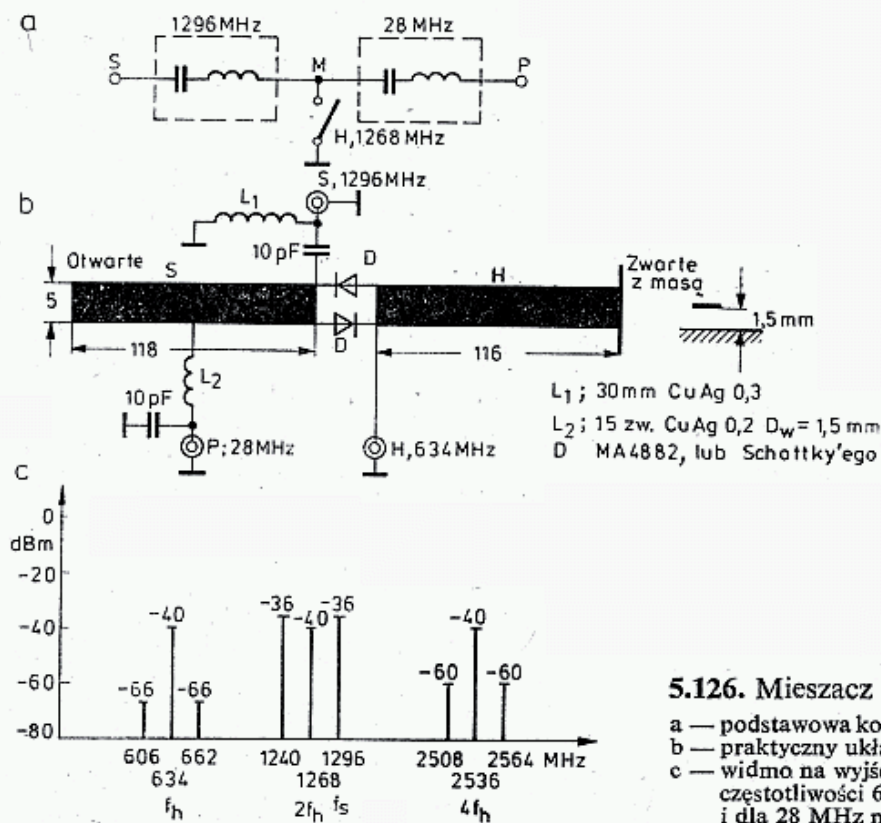 a
1296 MHz
28 MHz
S
M
P
H, 1268 MHz
S, 1296 MHz
b
L1
10 pF
D
Otwarte
S
H
Zwarte
z masą
5
D
1,5 mm
118
116
L2
10 pF
P; 28 MHz
H, 634 MHz
L1; 30 mm CuAg 0,3
L2; 15 zw. CuAg 0,2 Dw = 1,5 mm
D MA4882, lub Schottky'ego
c
0
dBm
-20
-40
-60
-80
-66
-40
-66
-36
-40
-36
-60
-40
-60
606 662 1240 1296 2508 2564 MHz
634 1268 2536
fh 2fh fs 4fh
5.126. Mieszacz
a — podstawowa ko
b — praktyczny ukł
c — widmo na wyjś
częstotliwości 6
i dla 28 MHz n